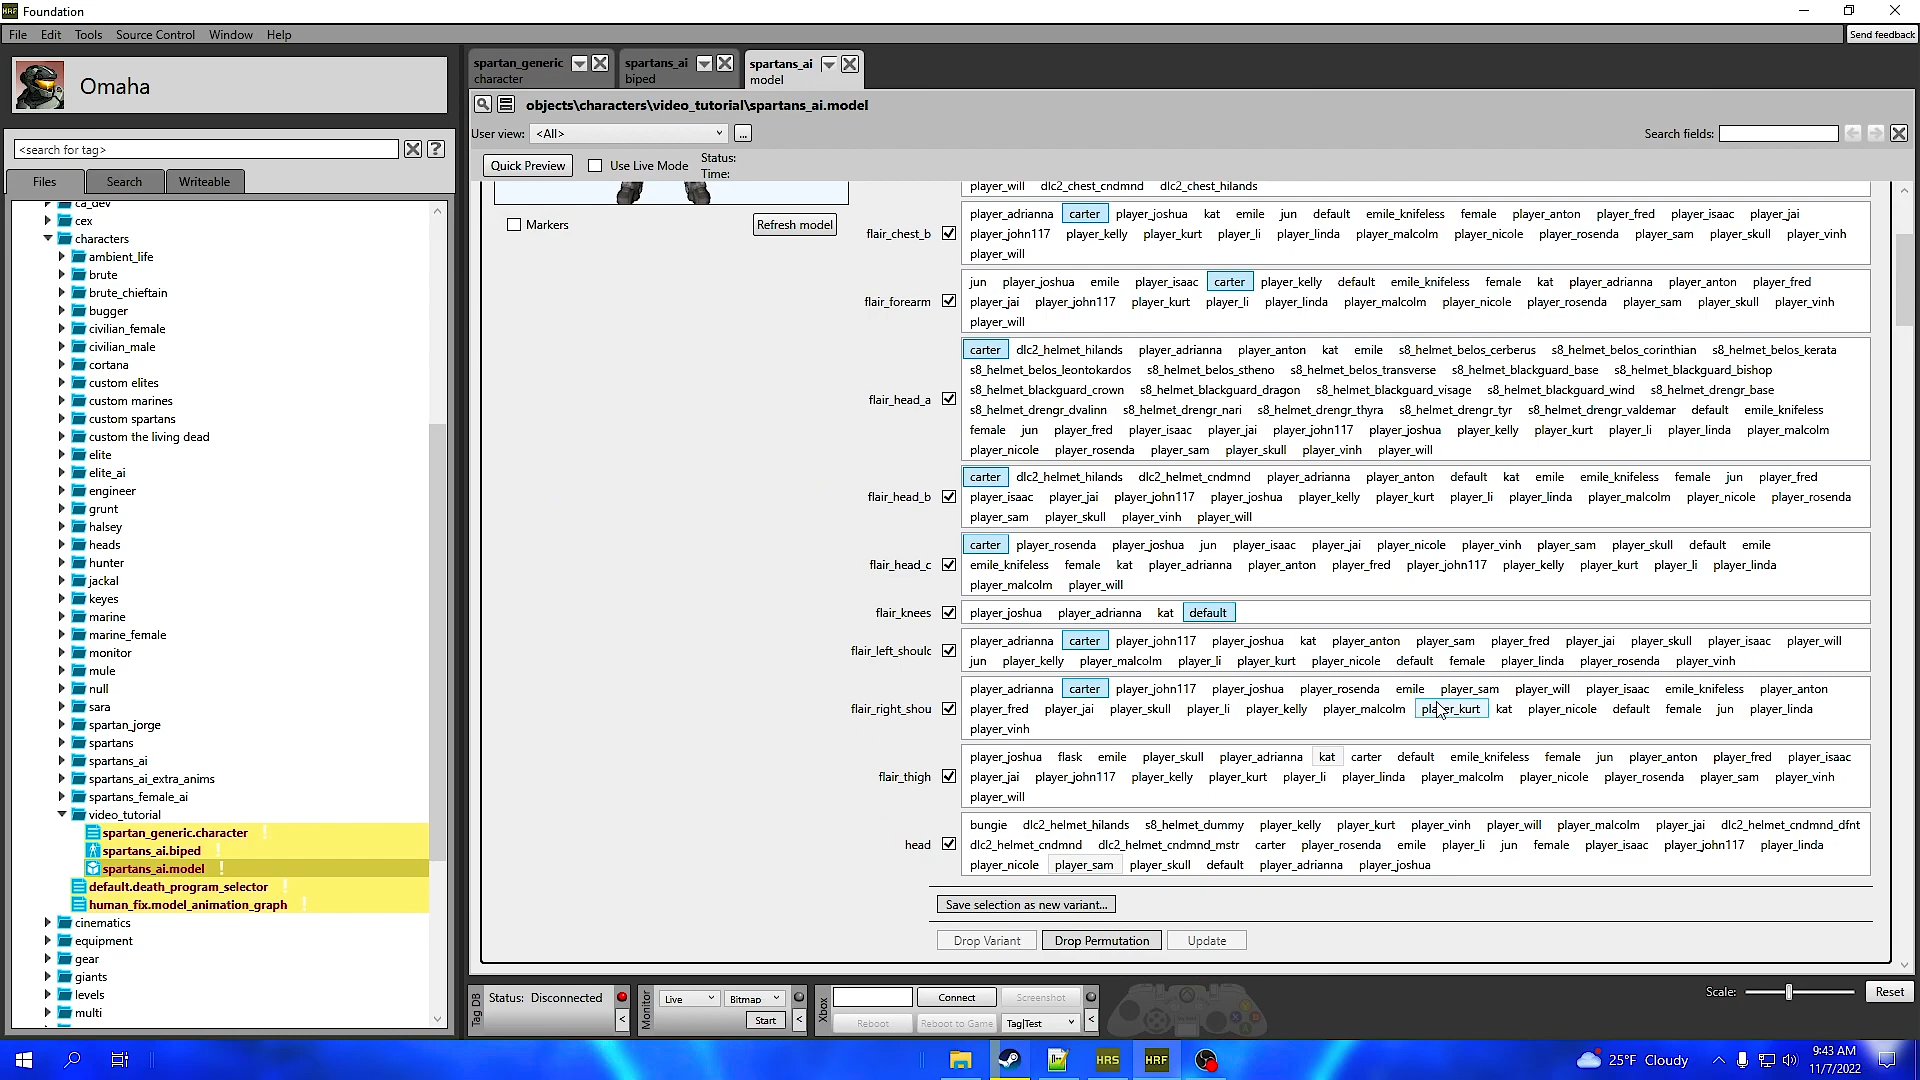 HRF Foundation
File Edit Tools Source Control Window Help Send feedback
Omaha
<search for tag>
Files Search Writeable
ca_dev
cex
characters
ambient_life
brute
brute_chieftain
bugger
civilian_female
civilian_male
cortana
custom elites
custom marines
custom spartans
custom the living dead
elite
elite_ai
engineer
grunt
halsey
heads
hunter
jackal
keyes
marine
marine_female
monitor
mule
null
sara
spartan_jorge
spartans
spartans_ai
spartans_ai_extra_anims
spartans_female_ai
video_tutorial
spartan_generic.character !
spartans_ai.biped !
spartans_ai.model !
default.death_program_selector !
human_fix.model_animation_graph !
cinematics
equipment
gear
giants
levels
multi
spartan_generic
character
spartans_ai
biped
spartans_ai
model
objects\characters\video_tutorial\spartans_ai.model
User view: <All> ... Search fields:
Quick Preview Use Live Mode Status:
Time:
Markers Refresh model
player_will dlc2_chest_cndmnd dlc2_chest_hilands
flair_chest_b
player_adrianna carter player_joshua kat emile jun default emile_knifeless female player_anton player_fred player_isaac player_jai
player_john117 player_kelly player_kurt player_li player_linda player_malcolm player_nicole player_rosenda player_sam player_skull player_vinh
player_will
flair_forearm
jun player_joshua emile player_isaac carter player_kelly default emile_knifeless female kat player_adrianna player_anton player_fred
player_jai player_john117 player_kurt player_li player_linda player_malcolm player_nicole player_rosenda player_sam player_skull player_vinh
player_will
flair_head_a
carter dlc2_helmet_hilands player_adrianna player_anton kat emile s8_helmet_belos_cerberus s8_helmet_belos_corinthian s8_helmet_belos_kerata
s8_helmet_belos_leontokardos s8_helmet_belos_stheno s8_helmet_belos_transverse s8_helmet_blackguard_base s8_helmet_blackguard_bishop
s8_helmet_blackguard_crown s8_helmet_blackguard_dragon s8_helmet_blackguard_visage s8_helmet_blackguard_wind s8_helmet_drengr_base
s8_helmet_drengr_dvalinn s8_helmet_drengr_nari s8_helmet_drengr_thyra s8_helmet_drengr_tyr s8_helmet_drengr_valdemar default emile_knifeless
female jun player_fred player_isaac player_jai player_john117 player_joshua player_kelly player_kurt player_li player_linda player_malcolm
player_nicole player_rosenda player_sam player_skull player_vinh player_will
flair_head_b
carter dlc2_helmet_hilands dlc2_helmet_cndmnd player_adrianna player_anton default kat emile emile_knifeless female jun player_fred
player_isaac player_jai player_john117 player_joshua player_kelly player_kurt player_li player_linda player_malcolm player_nicole player_rosenda
player_sam player_skull player_vinh player_will
flair_head_c
carter player_rosenda player_joshua jun player_isaac player_jai player_nicole player_vinh player_sam player_skull default emile
emile_knifeless female kat player_adrianna player_anton player_fred player_john117 player_kelly player_kurt player_li player_linda
player_malcolm player_will
flair_knees
player_joshua player_adrianna kat default
flair_left_shoulc
player_adrianna carter player_john117 player_joshua kat player_anton player_sam player_fred player_jai player_skull player_isaac player_will
jun player_kelly player_malcolm player_li player_kurt player_nicole default female player_linda player_rosenda player_vinh
flair_right_shou
player_adrianna carter player_john117 player_joshua player_rosenda emile player_sam player_will player_isaac emile_knifeless player_anton
player_fred player_jai player_skull player_li player_kelly player_malcolm player_kurt kat player_nicole default female jun player_linda
player_vinh
flair_thigh
player_joshua flask emile player_skull player_adrianna kat carter default emile_knifeless female jun player_anton player_fred player_isaac
player_jai player_john117 player_kelly player_kurt player_li player_linda player_malcolm player_nicole player_rosenda player_sam player_vinh
player_will
head
bungie dlc2_helmet_hilands s8_helmet_dummy player_kelly player_kurt player_vinh player_will player_malcolm player_jai dlc2_helmet_cndmnd_dfnt
dlc2_helmet_cndmnd dlc2_helmet_cndmnd_mstr carter player_rosenda emile player_li jun female player_isaac player_john117 player_linda
player_nicole player_sam player_skull default player_adrianna player_joshua
Save selection as new variant...
Drop Variant Drop Permutation Update
Tag DB Status: Disconnected <
Monitor Live Bitmap
Start <
Xbox Connect Screenshot
Reboot Reboot to Game Tag|Test <
Scale: Reset
HRS HRF 25°F Cloudy
9:43 AM
11/7/2022